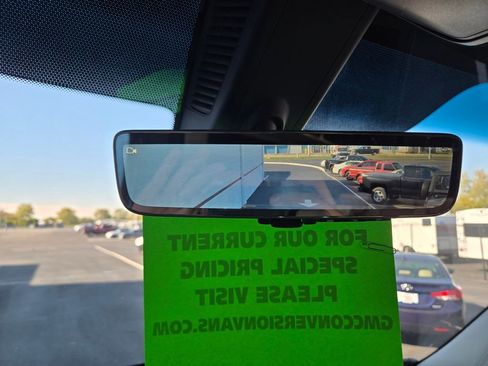 FOR OUR CURRENT
SPECIAL PRICING
PLEASE VISIT
GMCCONVERSIONVANS.COM